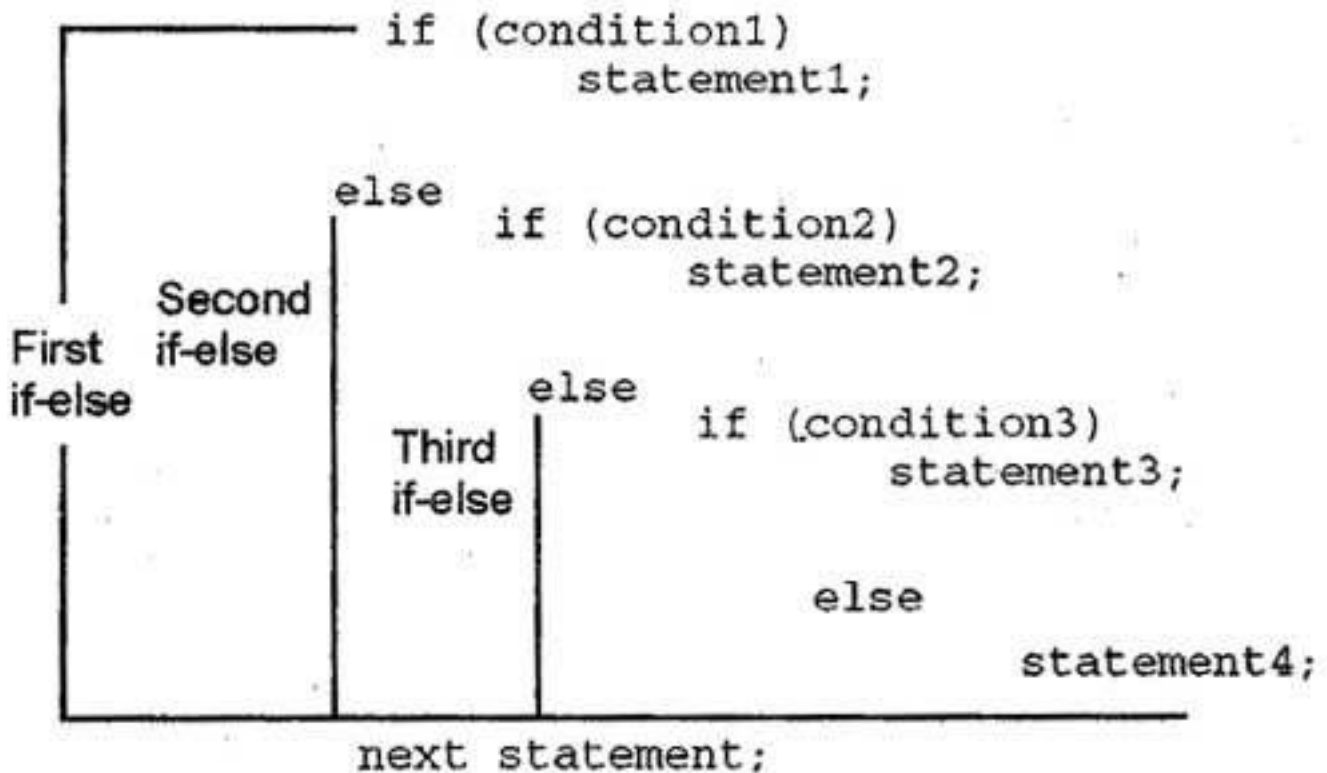 if (condition1)
statement1;
else
if (condition2)
statement2;
Second
if-else
First
if-else
else
if (condition3)
statement3;
Third
if-else
else
statement4;
next statement;